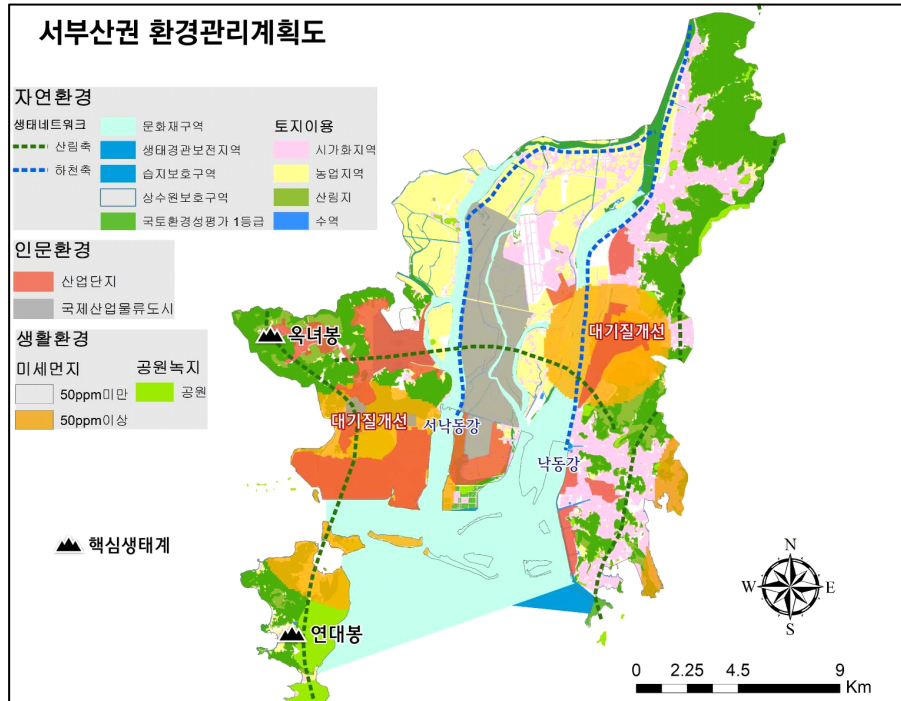 서부산권 환경관리계획도
자연환경
생태네트워크
산림축
하천축
문화재구역
생태경관보전지역
습지보호구역
상수원보호구역
국토환경성평가 1등급
토지이용
시가화지역
농업지역
산림지
수역
인문환경
산업단지
국제산업물류도시
생활환경
미세먼지
50ppm미만
50ppm이상
공원녹지
공원
옥녀봉
대기질개선
대기질개선
서낙동강
낙동강
핵심생태계
연대봉
N
W E
S
0 2.25 4.5 9
Km